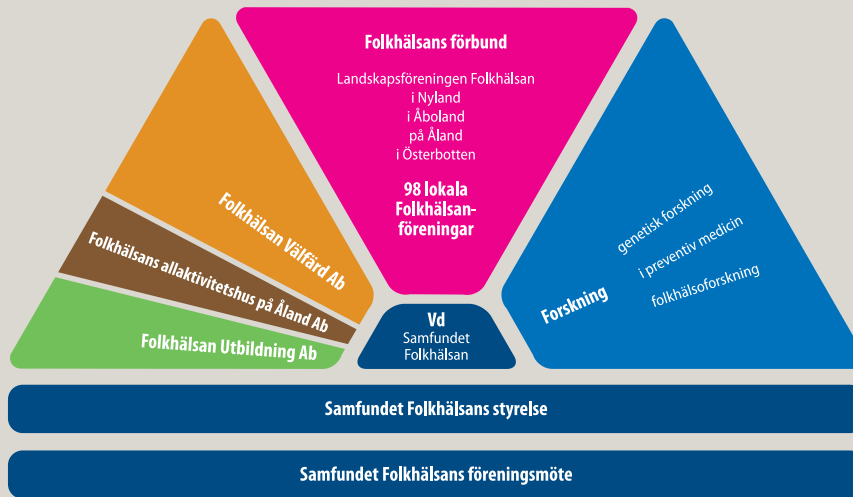 Folkhälsans förbund
Landskapsföreningen Folkhälsan
i Nyland
i Åboland
på Åland
i Österbotten
98 lokala
Folkhälsan-
föreningar
Folkhälsan Välfärd Ab
Folkhälsans allaktivitetshus på Åland Ab
Folkhälsan Utbildning Ab
Vd
Samfundet
Folkhälsan
Forskning
genetisk forskning
i preventiv medicin
folkhälsoforskning
Samfundet Folkhälsans styrelse
Samfundet Folkhälsans föreningsmöte